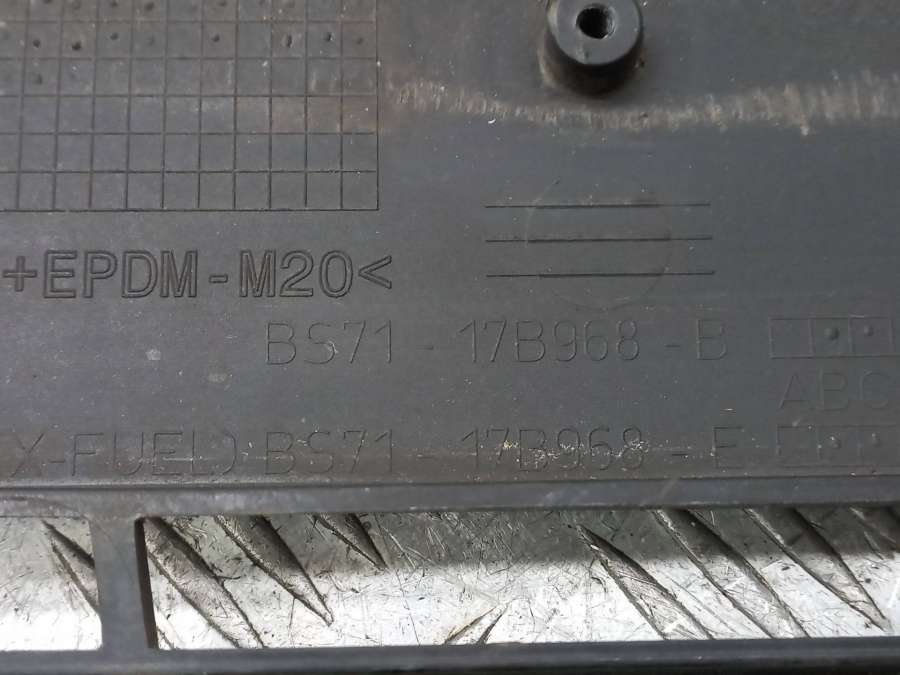 +EPDM-M20<
BS71 - 17B968 - B
ABC
X-FUEL) BS71 - 17B968 - E